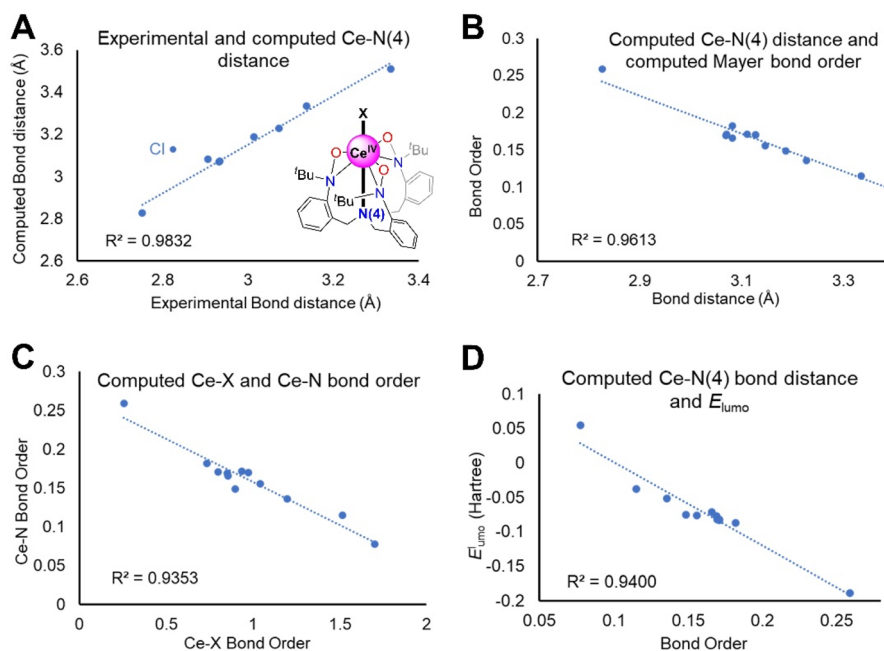 A
Experimental and computed Ce-N(4)
distance
Computed Bond distance (Å)
3.6
3.4
3.2
3
2.8
2.6
Cl
X
O
O
Ce^IV
O
N
N
N
tBu
tBu
tBu
N(4)
R² = 0.9832
2.6
2.8
3
3.2
3.4
Experimental Bond distance (Å)
B
Computed Ce-N(4) distance and
computed Mayer bond order
Bond Order
0.3
0.25
0.2
0.15
0.1
0.05
0
R² = 0.9613
2.7
2.9
3.1
3.3
Bond distance (Å)
C
Computed Ce-X and Ce-N bond order
Ce-N Bond Order
0.3
0.25
0.2
0.15
0.1
0.05
0
R² = 0.9353
0
0.5
1
1.5
2
Ce-X Bond Order
D
Computed Ce-N(4) bond distance
and Elumo
Elumo (Hartree)
0.1
0.05
0
-0.05
-0.1
-0.15
-0.2
R² = 0.9400
0.05
0.1
0.15
0.2
0.25
Bond Order